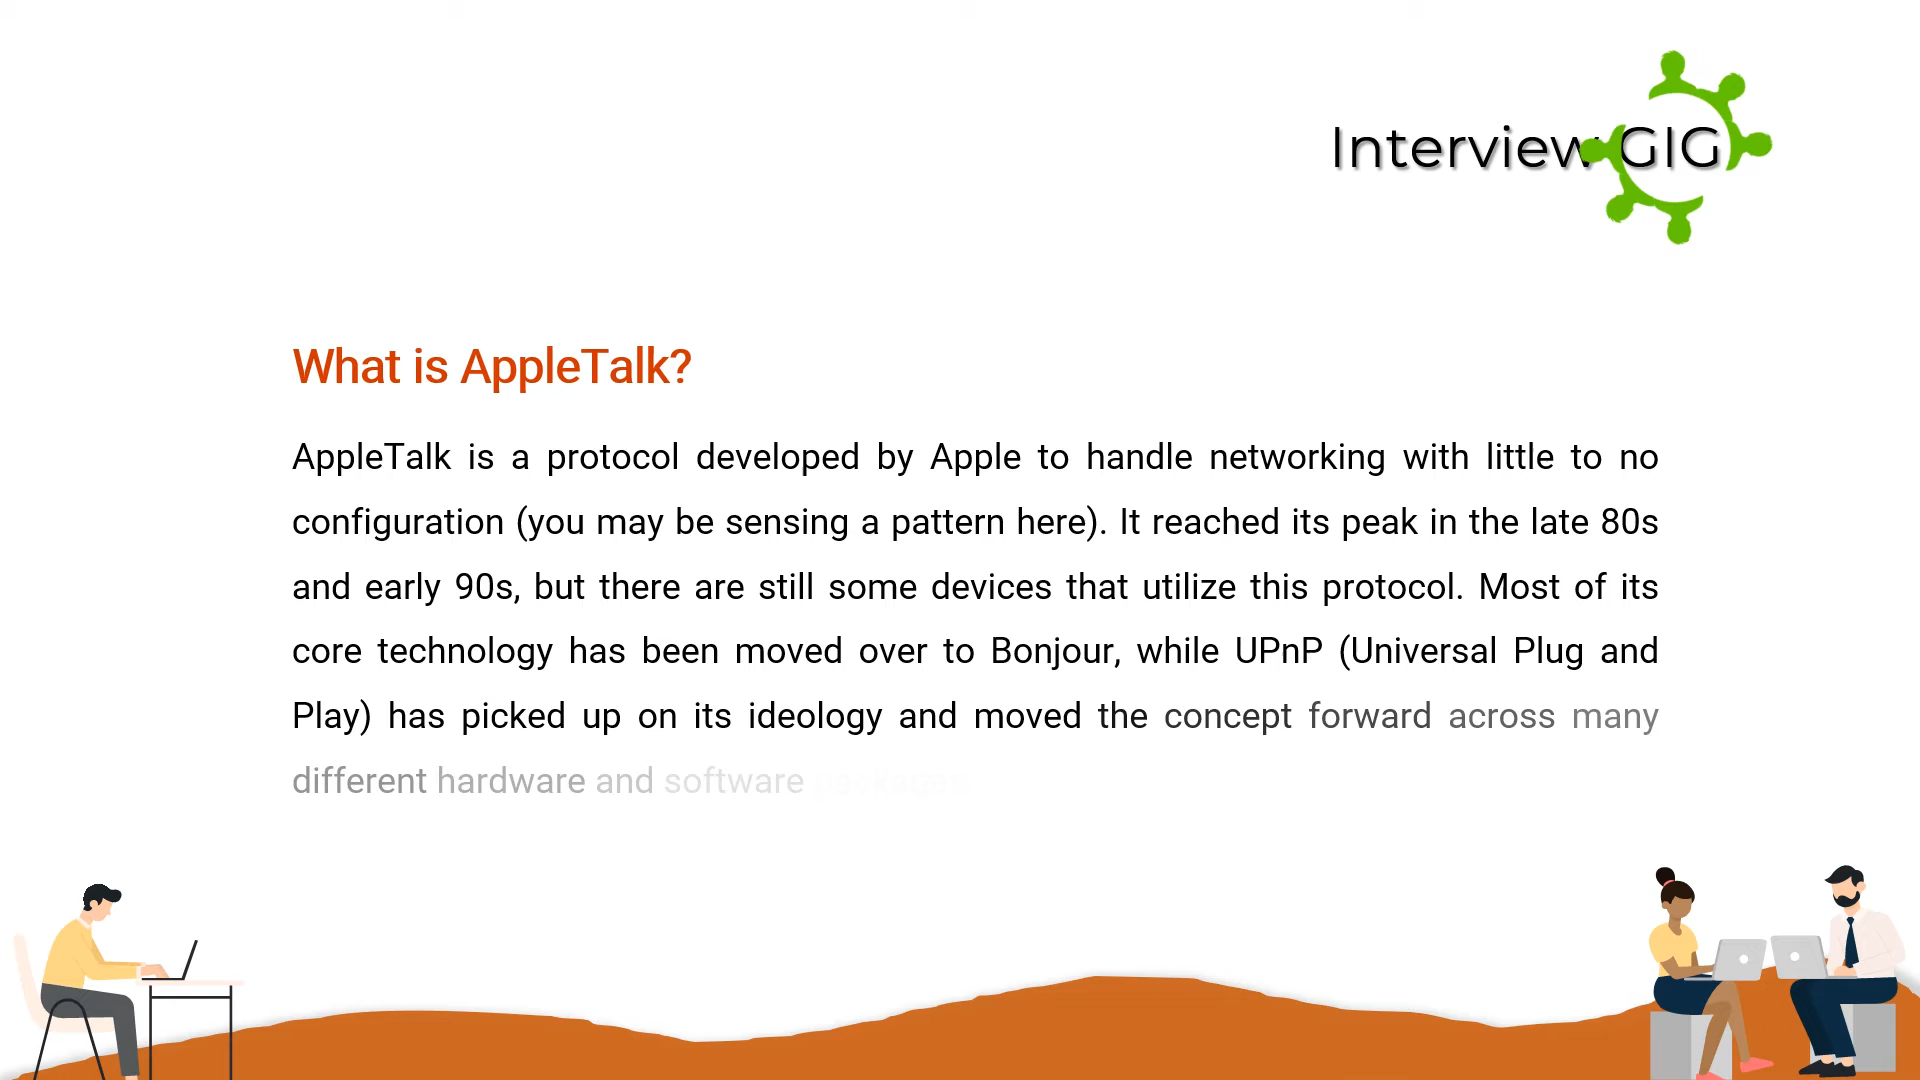 Interview GIG
What is AppleTalk?
AppleTalk is a protocol developed by Apple to handle networking with little to no
configuration (you may be sensing a pattern here). It reached its peak in the late 80s
and early 90s, but there are still some devices that utilize this protocol. Most of its
core technology has been moved over to Bonjour, while UPnP (Universal Plug and
Play) has picked up on its ideology and moved the concept forward across many
different hardware and software